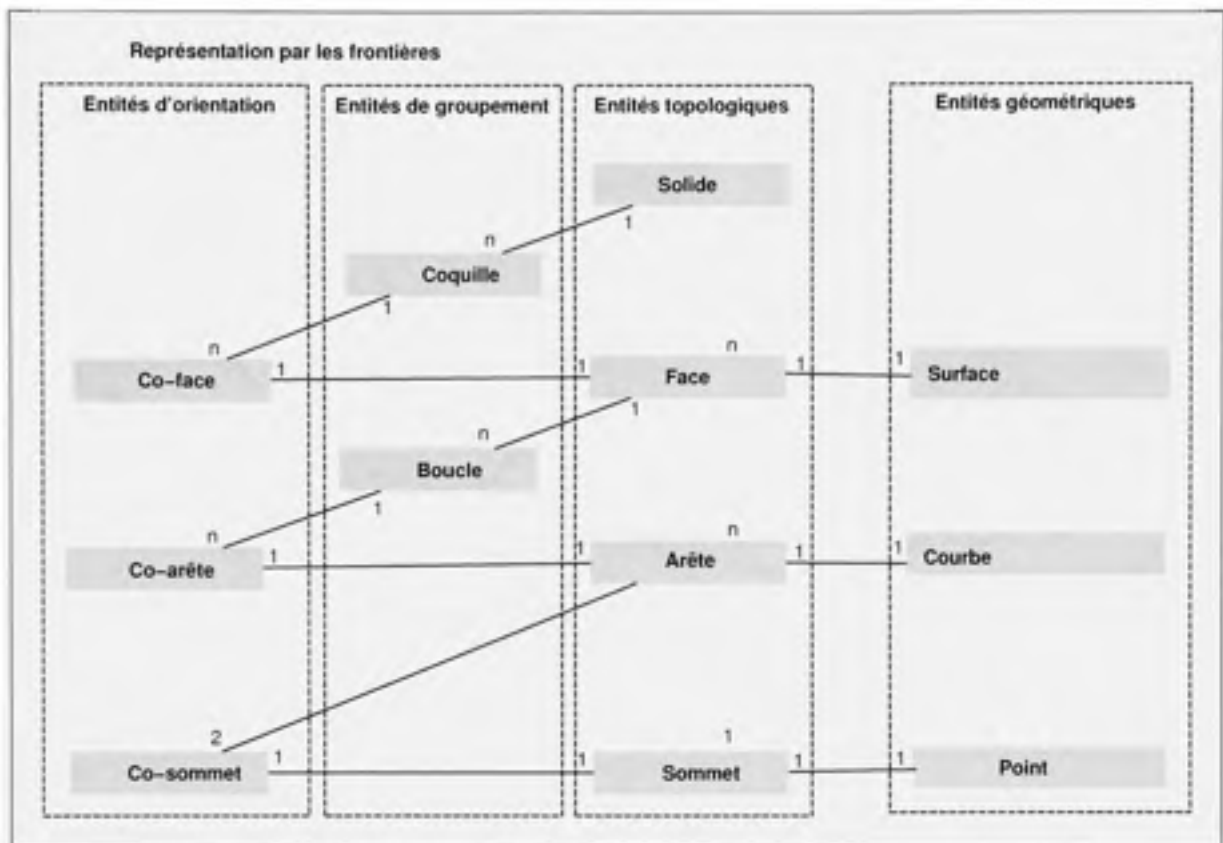 Représentation par les frontières
Entités d'orientation
Entités de groupement
Entités topologiques
Entités géométriques
Solide
1
n
Coquille
1
n
Co-face
1
1
Face
n
1
1
Surface
1
n
Boucle
1
n
Co-arête
1
1
Arête
n
1
1
Courbe
2
Co-sommet
1
1
Sommet
1
1
1
Point